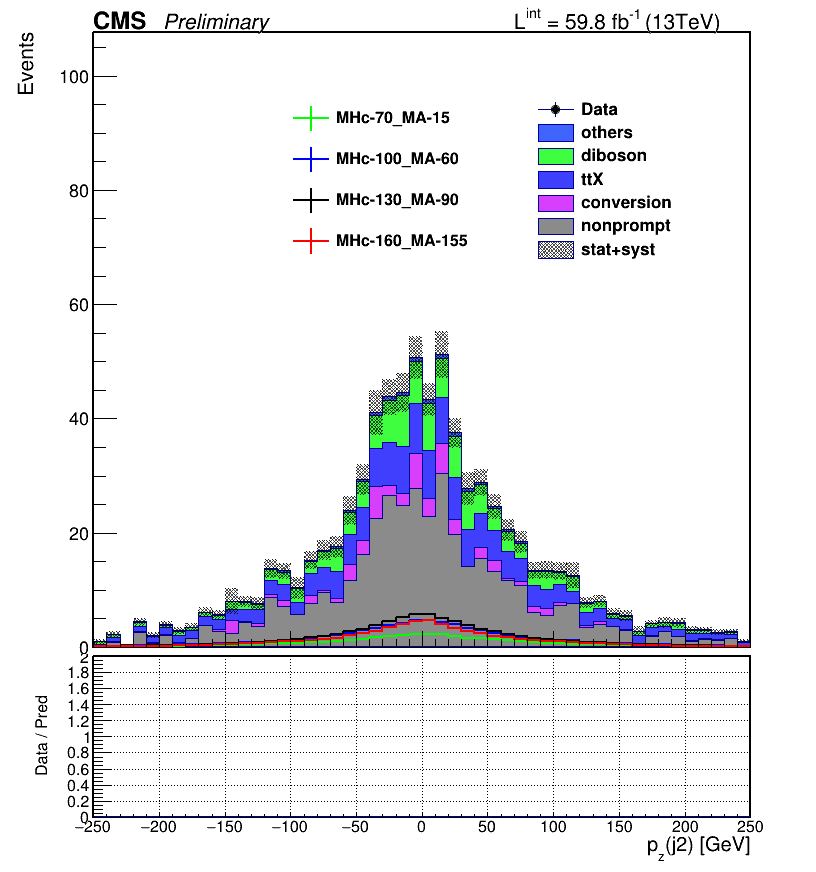 CMS Preliminary L^int = 59.8 fb^-1 (13TeV)
Events
100
80
60
40
20
0
MHc-70_MA-15
MHc-100_MA-60
MHc-130_MA-90
MHc-160_MA-155
Data
others
diboson
ttX
conversion
nonprompt
stat+syst
Data / Pred
2
1.8
1.6
1.4
1.2
1
0.8
0.6
0.4
0.2
0
−250 −200 −150 −100 −50 0 50 100 150 200 250
p_z(j2) [GeV]